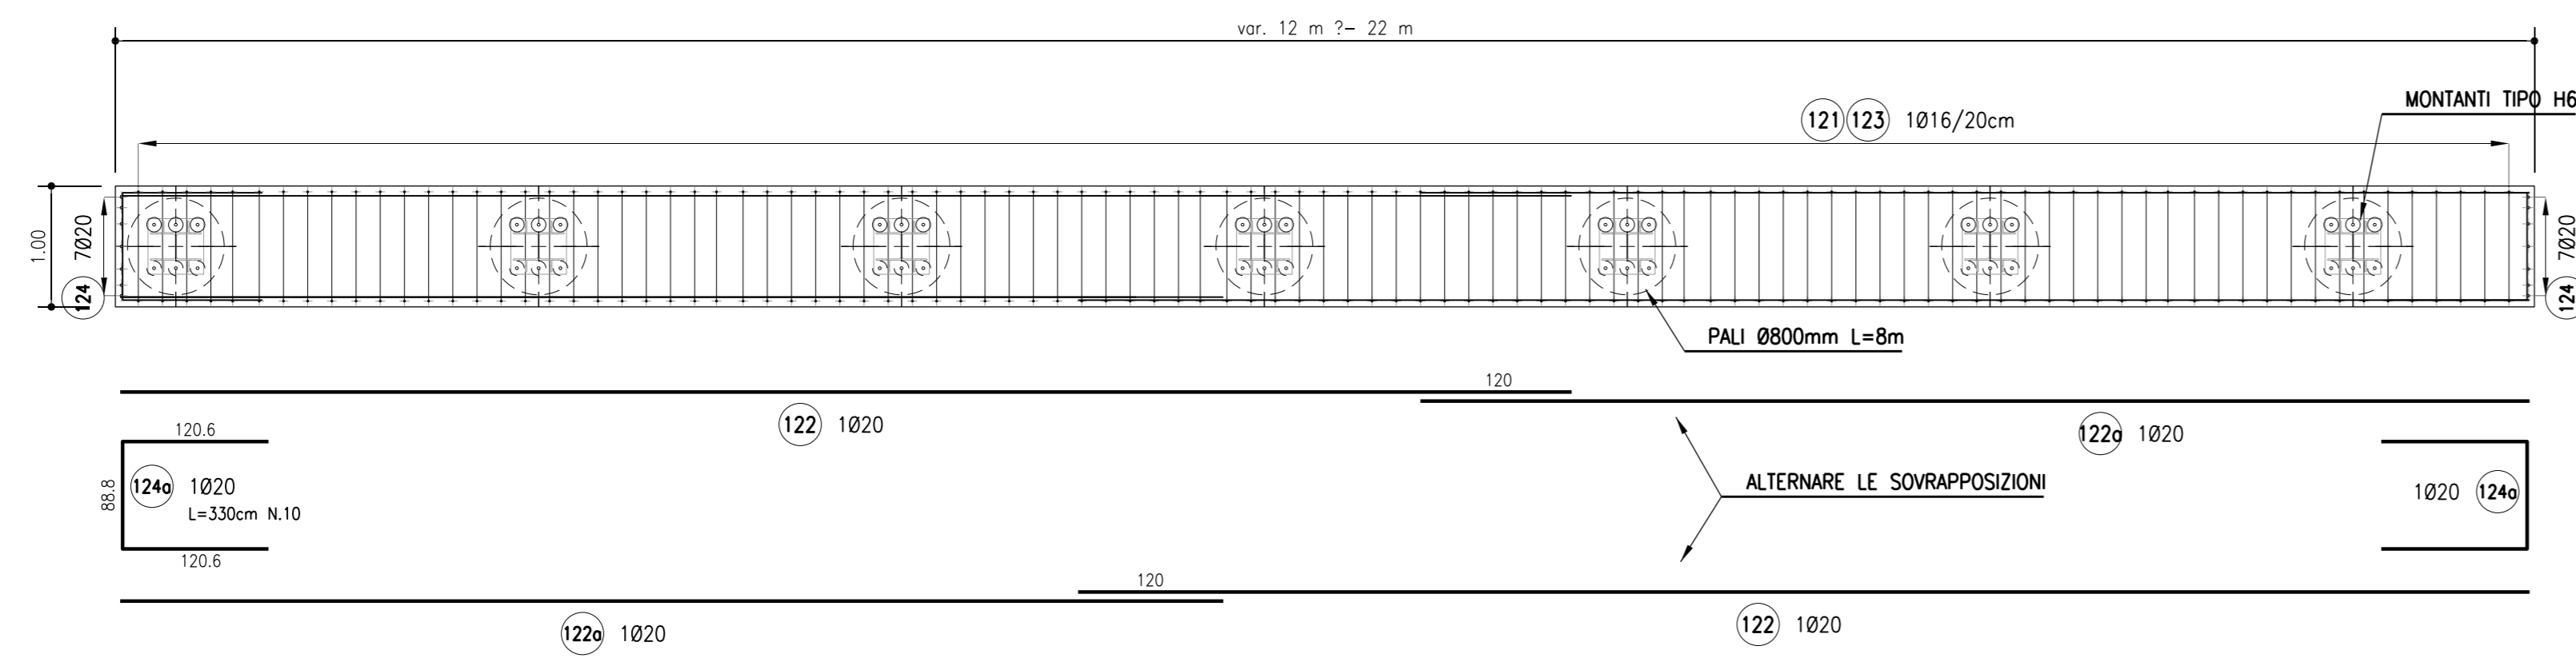 var. 12 m ?– 22 m
MONTANTI TIPO H6
121 123 1Ø16/20cm
1.00
7Ø20
124
7Ø20
124
PALI Ø800mm L=8m
120
122 1Ø20
122a 1Ø20
120.6
88.8
124a 1Ø20
L=330cm N.10
120.6
ALTERNARE LE SOVRAPPOSIZIONI
1Ø20 124a
120
122a 1Ø20
122 1Ø20